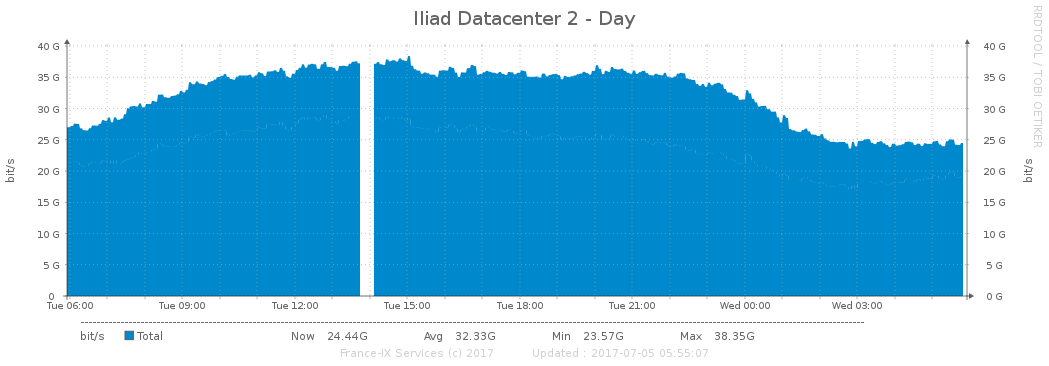 Iliad Datacenter 2 - Day
RRDTOOL / TOBI OETIKER
bit/s
40 G 40 G
35 G 35 G
30 G 30 G
25 G 25 G
20 G 20 G
15 G 15 G
10 G 10 G
5 G 5 G
0 0 G
bit/s
Tue 06:00 Tue 09:00 Tue 12:00 Tue 15:00 Tue 18:00 Tue 21:00 Wed 00:00 Wed 03:00
bit/s Total Now 24.44G Avg 32.33G Min 23.57G Max 38.35G
France-IX Services (c) 2017 Updated : 2017-07-05 05:55:07